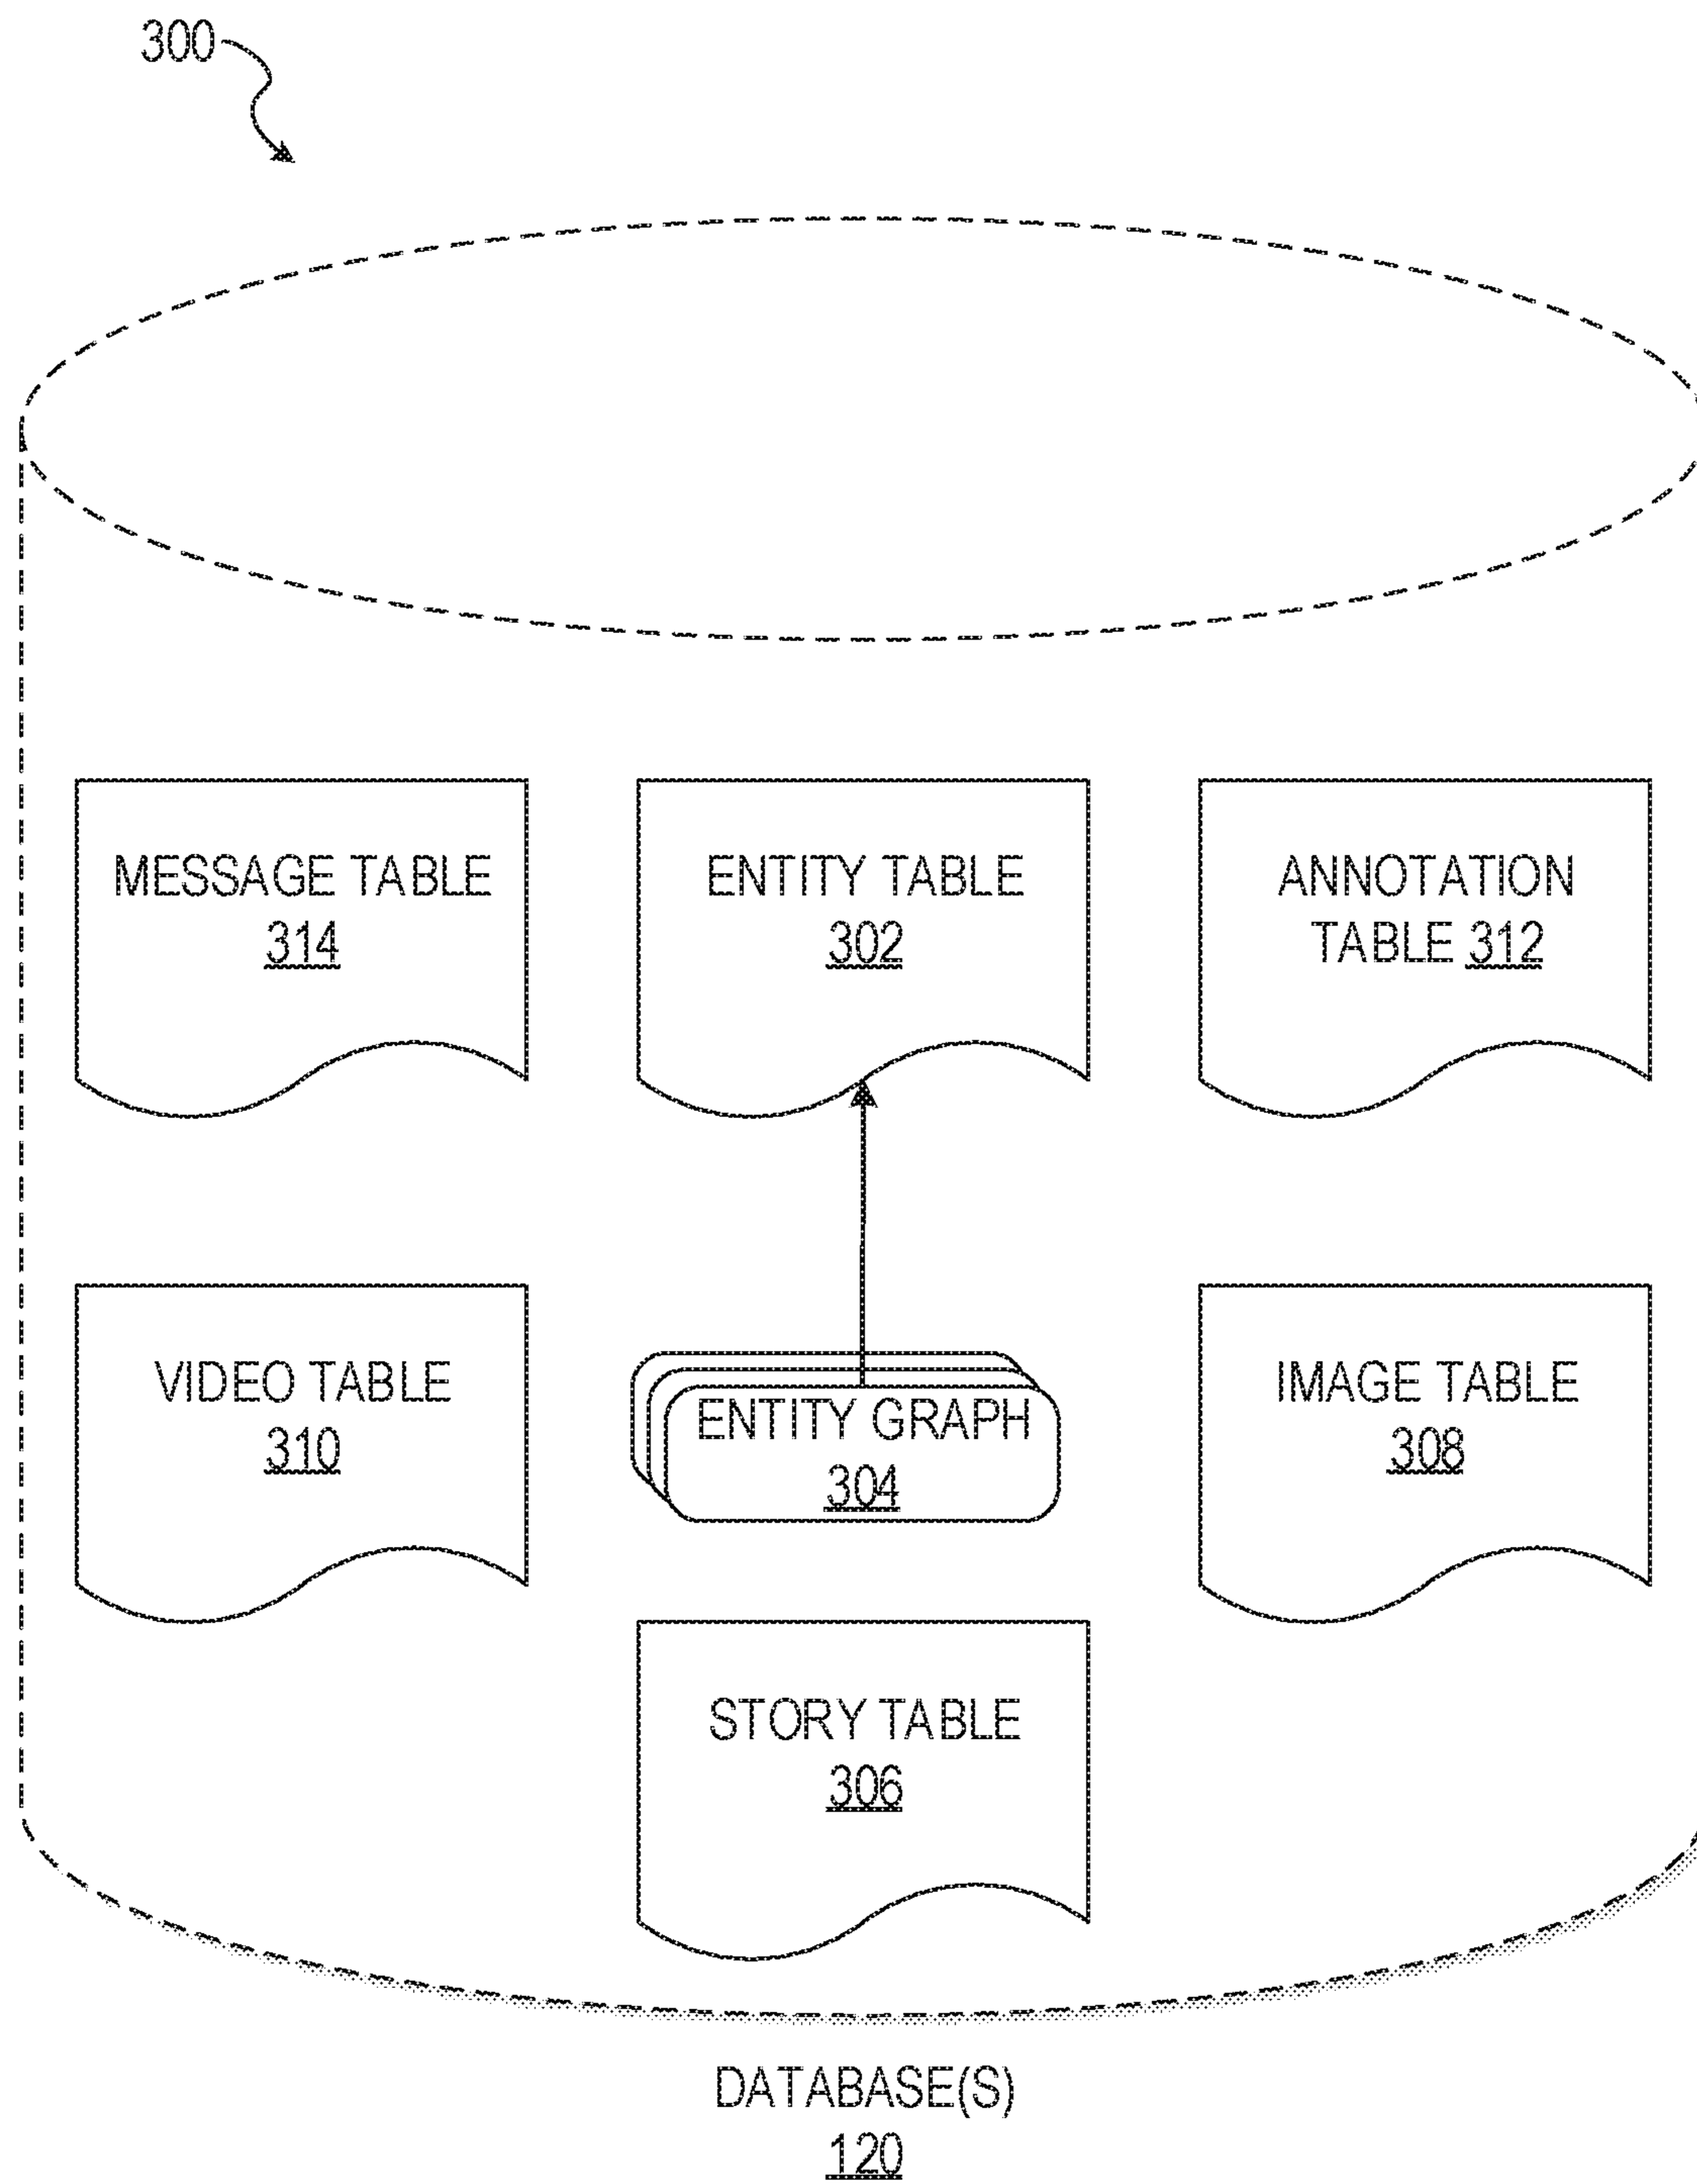 300
MESSAGE TABLE
314
ENTITY TABLE
302
ANNOTATION
TABLE 312
VIDEO TABLE
310
ENTITY GRAPH
304
IMAGE TABLE
308
STORY TABLE
306
DATABASE(S)
120